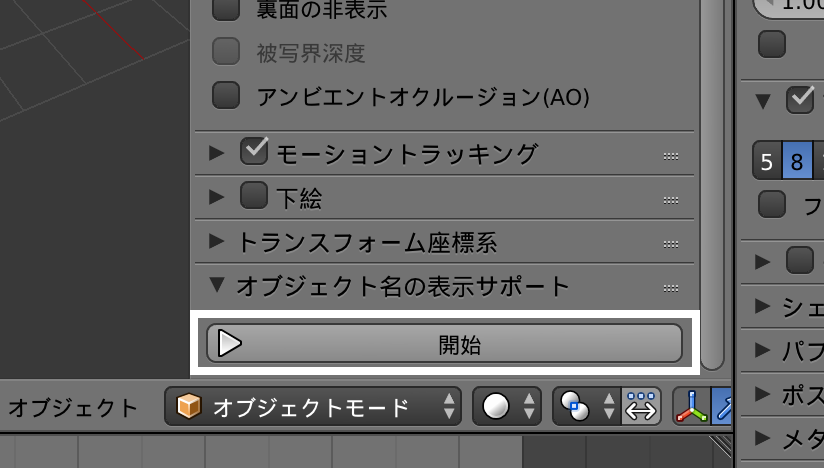 裏面の非表示
被写界深度
アンビエントオクルージョン(AO)
モーショントラッキング
下絵
トランスフォーム座標系
オブジェクト名の表示サポート
開始
オブジェクト オブジェクトモード
5 8
フ
シェ
パフ
ポス
メタ